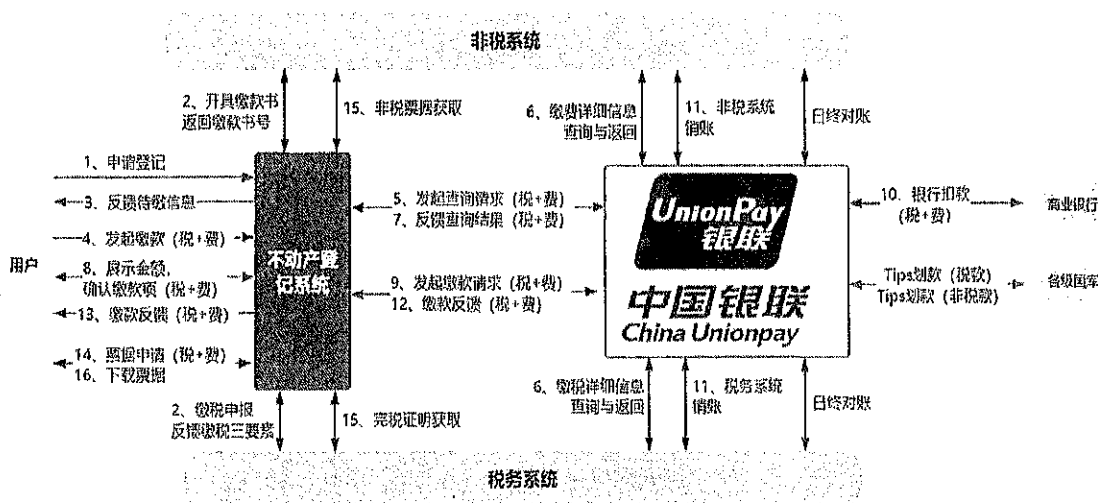 非税系统
2、开具缴款书
返回缴款书号
15、非税票据获取
6、缴费详细信息
查询与返回
11、非税系统
销账
日终对账
1、申请登记
3、反馈待缴信息
4、发起缴款（税+费）
用户
8、展示金额，
确认缴款项（税+费）
13、缴款反馈（税+费）
14、票据申请（税+费）
16、下载票据
不动产登
记系统
5、发起查询请求（税+费）
7、反馈查询结果（税+费）
9、发起缴款请求（税+费）
12、缴款反馈（税+费）
UnionPay
银联
中国银联
China Unionpay
10、银行扣款
（税+费）
商业银行
Tips划款（税款）
Tips划款（非税款）
各级国库
2、缴税申报
反馈缴税三要素
15、完税证明获取
6、缴税详细信息
查询与返回
11、税务系统
销账
日终对账
税务系统